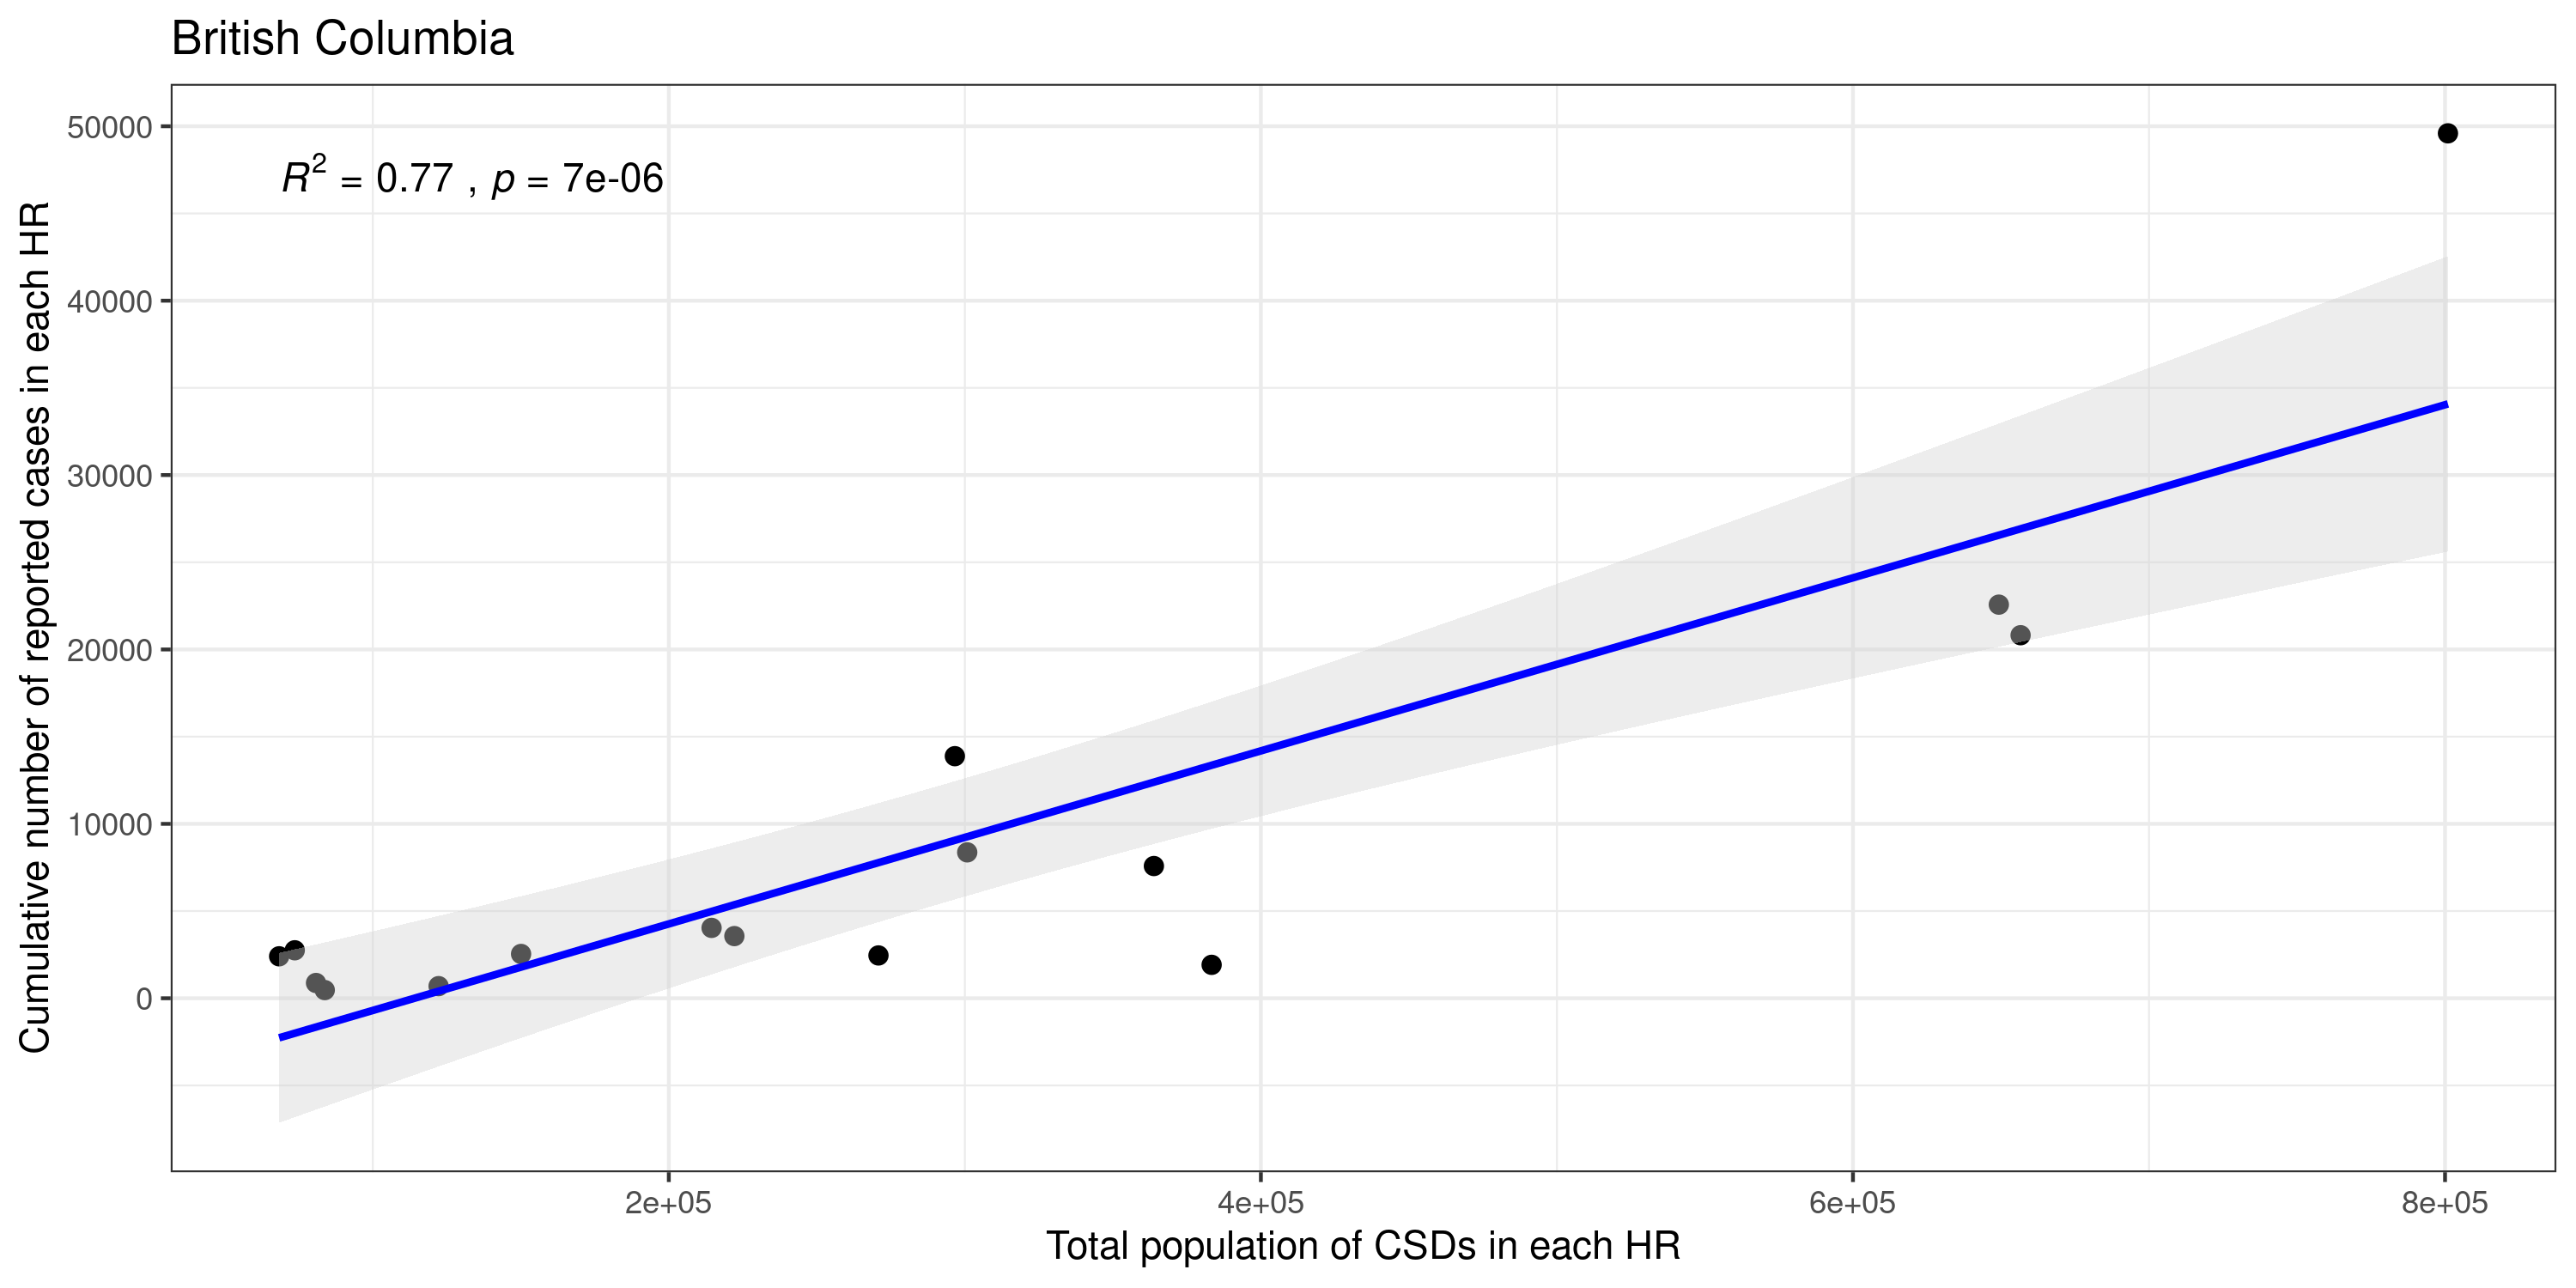 British Columbia
R² = 0.77 , p = 7e-06
Cumulative number of reported cases in each HR
50000
40000
30000
20000
10000
0
2e+05 4e+05 6e+05 8e+05
Total population of CSDs in each HR